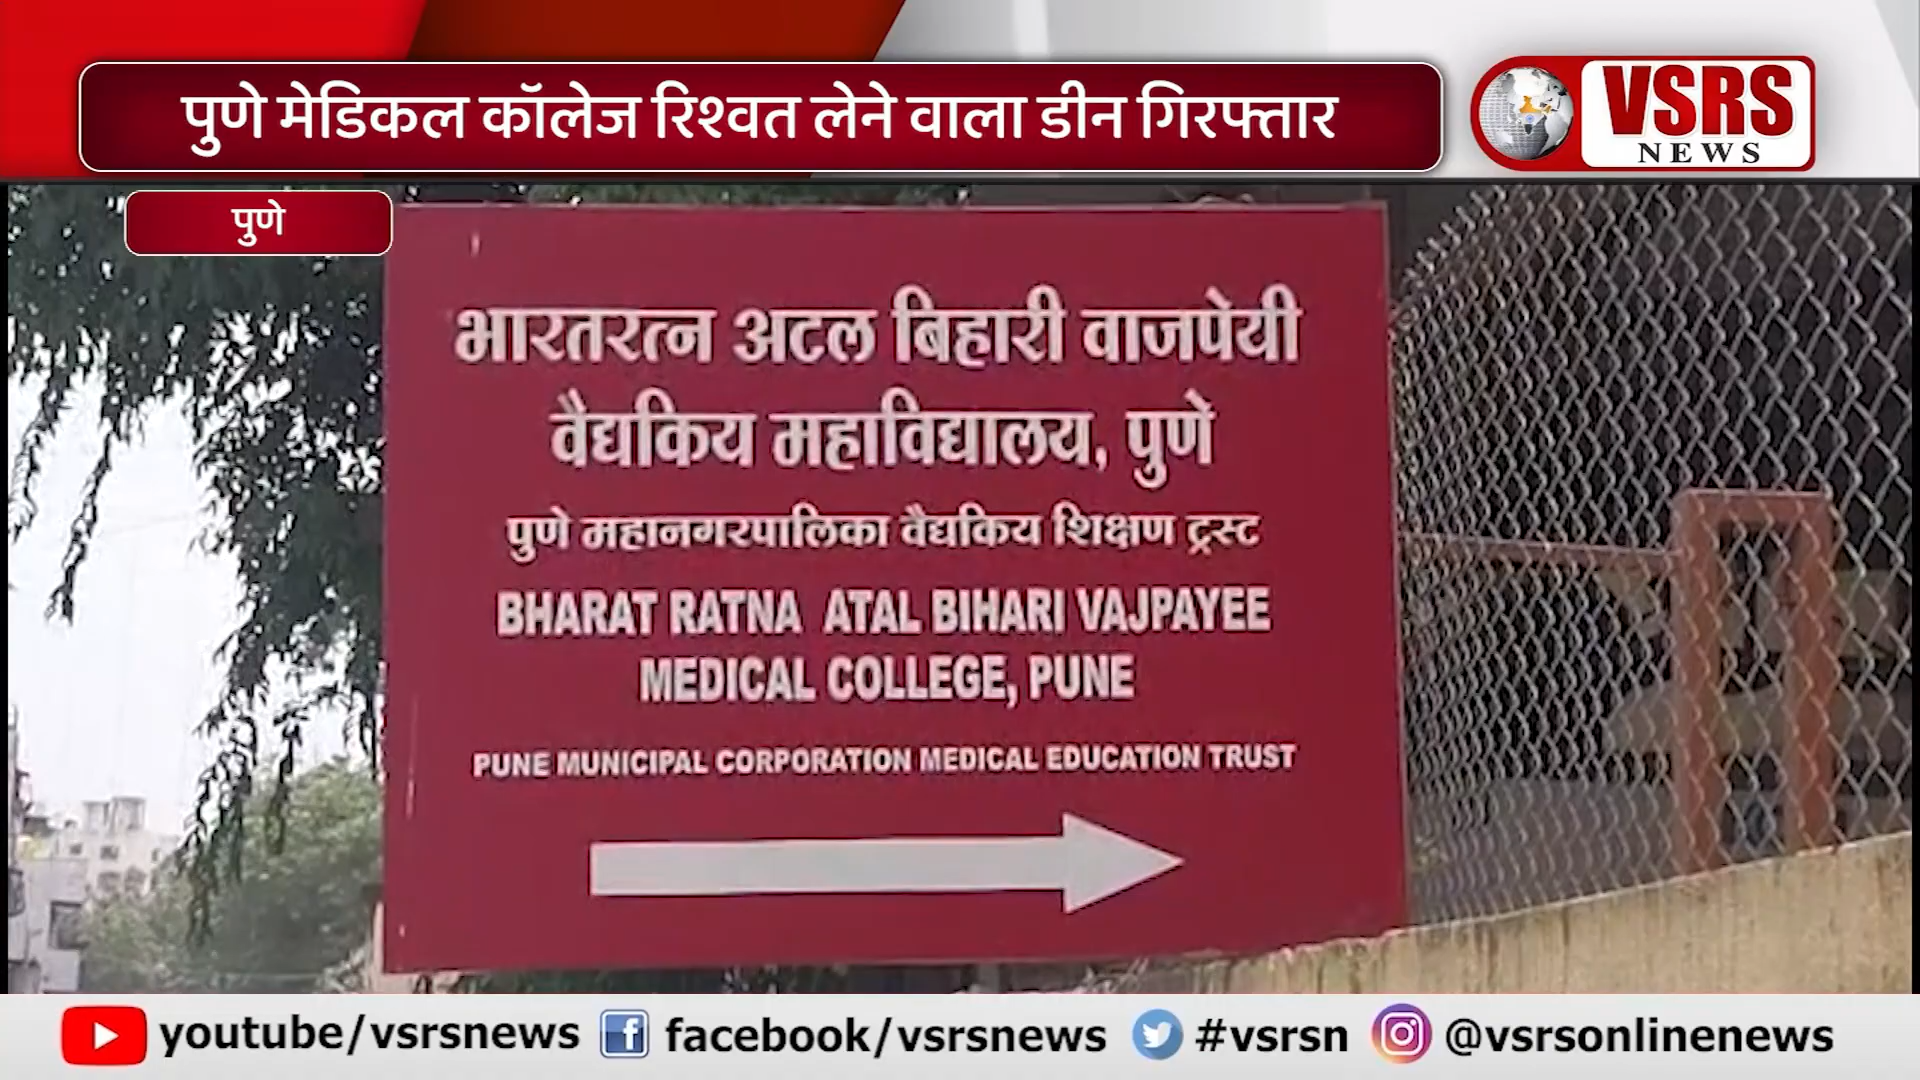 पुणे मेडिकल कॉलेज रिश्वत लेने वाला डीन गिरफ्तार
VSRS
NEWS
पुणे
भारतरत्न अटल बिहारी वाजपेयी
वैद्यकिय महाविद्यालय, पुणे
पुणे महानगरपालिका वैद्यकिय शिक्षण ट्रस्ट
BHARAT RATNA ATAL BIHARI VAJPAYEE
MEDICAL COLLEGE, PUNE
PUNE MUNICIPAL CORPORATION MEDICAL EDUCATION TRUST
youtube/vsrsnews facebook/vsrsnews #vsrsn @vsrsonlinenews